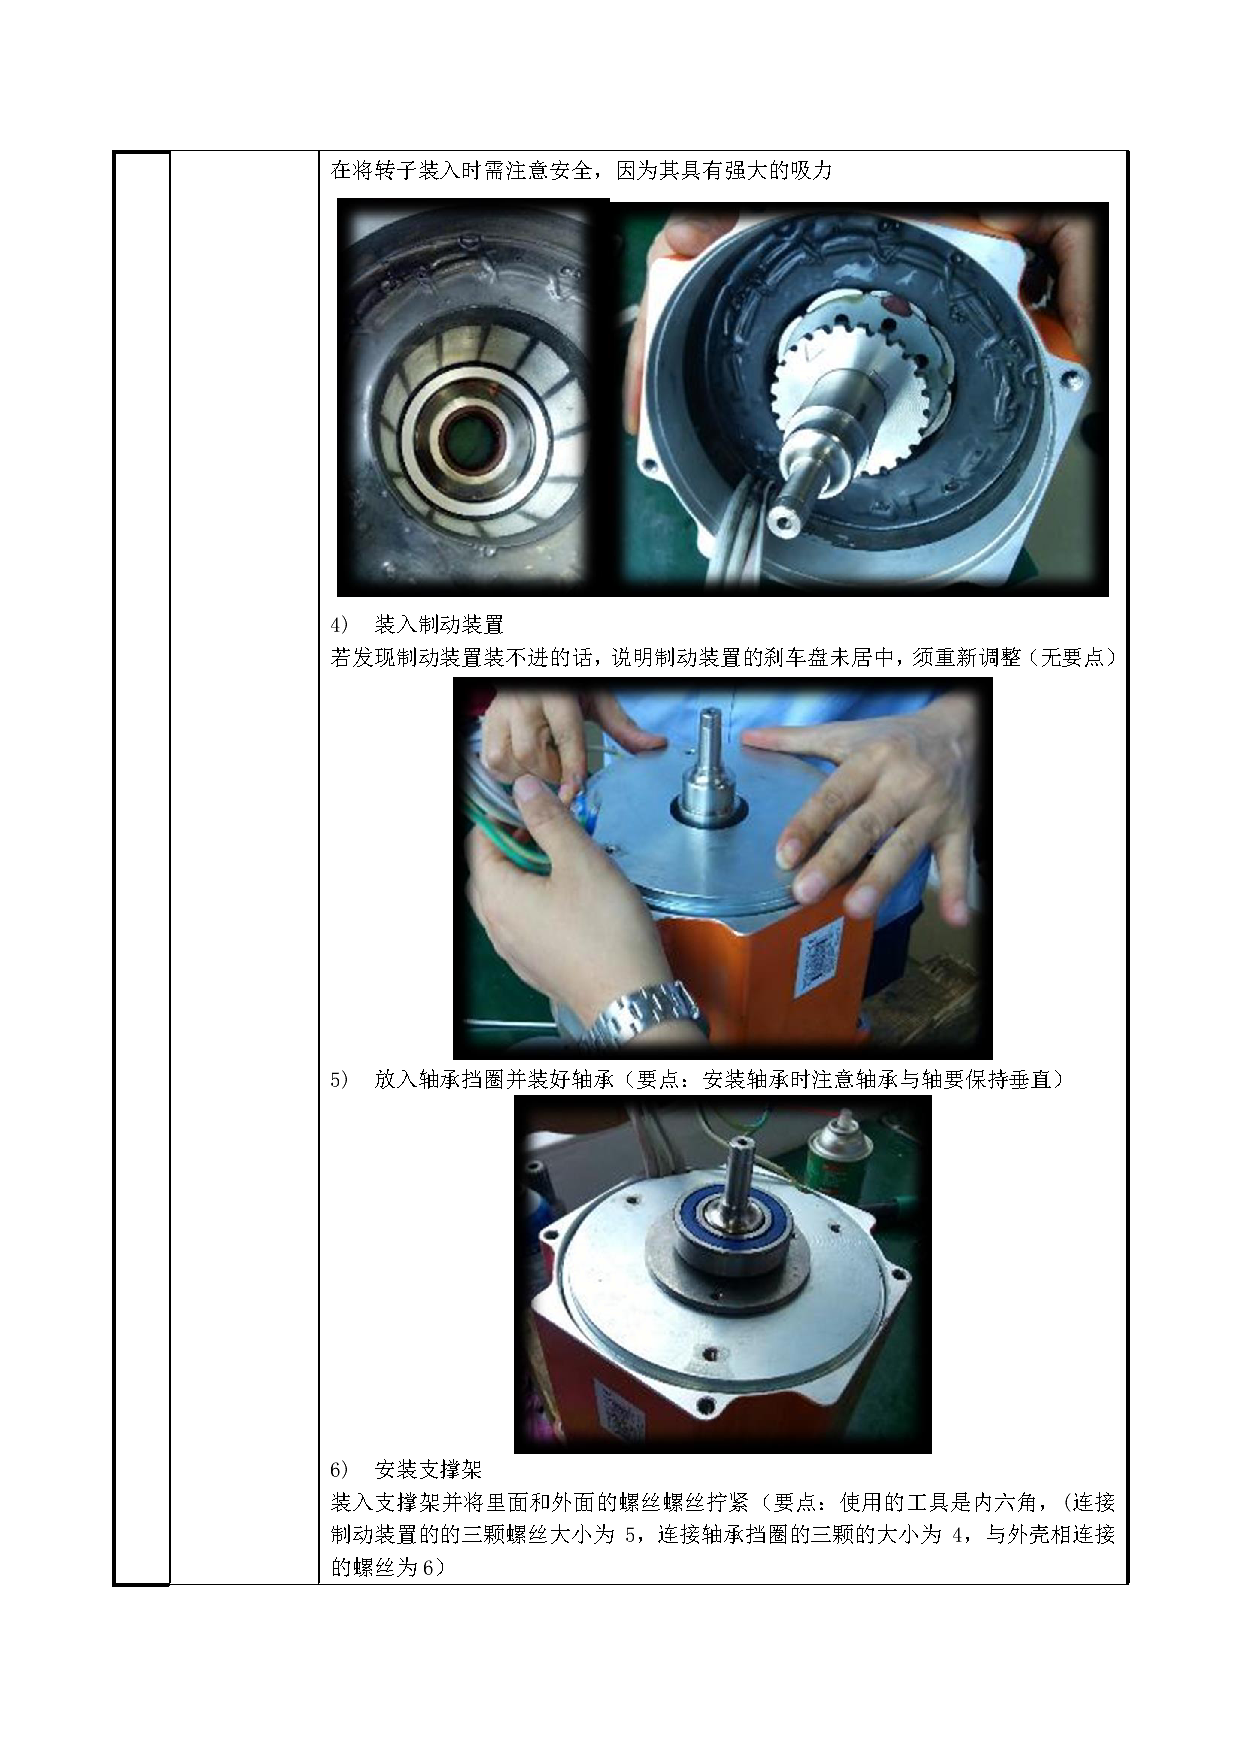 在将转子装入时需注意安全，因为其具有强大的吸力
4) 装入制动装置
若发现制动装置装不进的话，说明制动装置的刹车盘未居中，须重新调整（无要点）
5) 放入轴承挡圈并装好轴承（要点：安装轴承时注意轴承与轴要保持垂直）
6) 安装支撑架
装入支撑架并将里面和外面的螺丝螺丝拧紧（要点：使用的工具是内六角，(连接
制动装置的的三颗螺丝大小为 5，连接轴承挡圈的三颗的大小为 4，与外壳相连接
的螺丝为6）